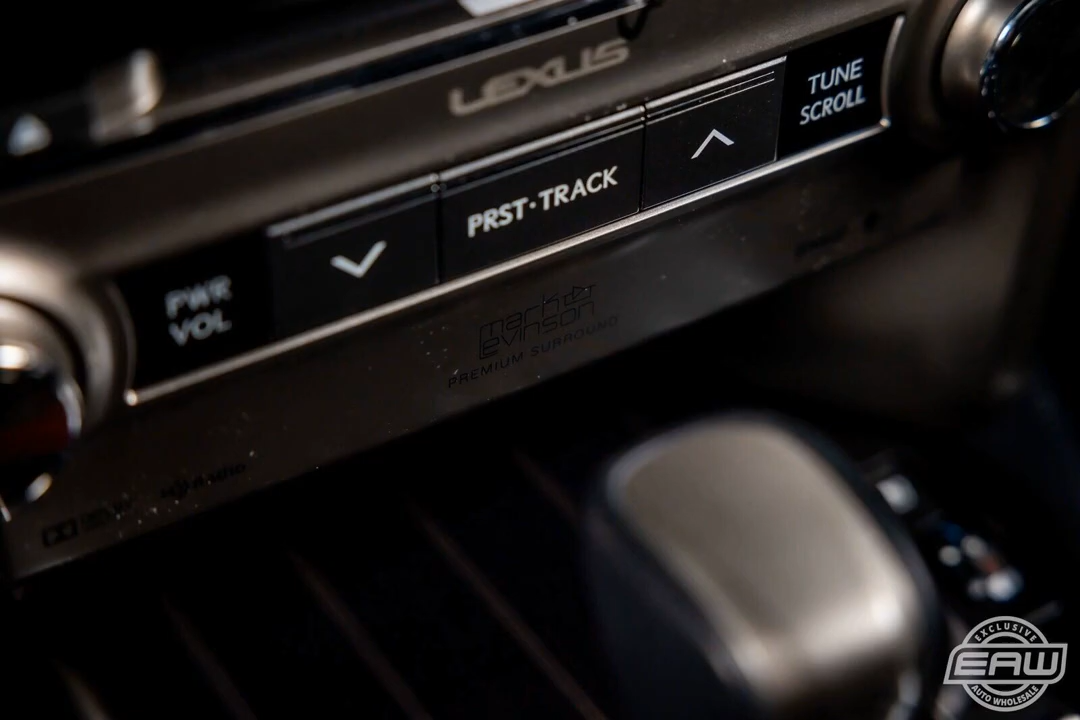 LEXUS
TUNE
SCROLL
PRST·TRACK
PWR
VOL
mark
levinson
PREMIUM SURROUND
EXCLUSIVE
EAW
AUTO WHOLESALE